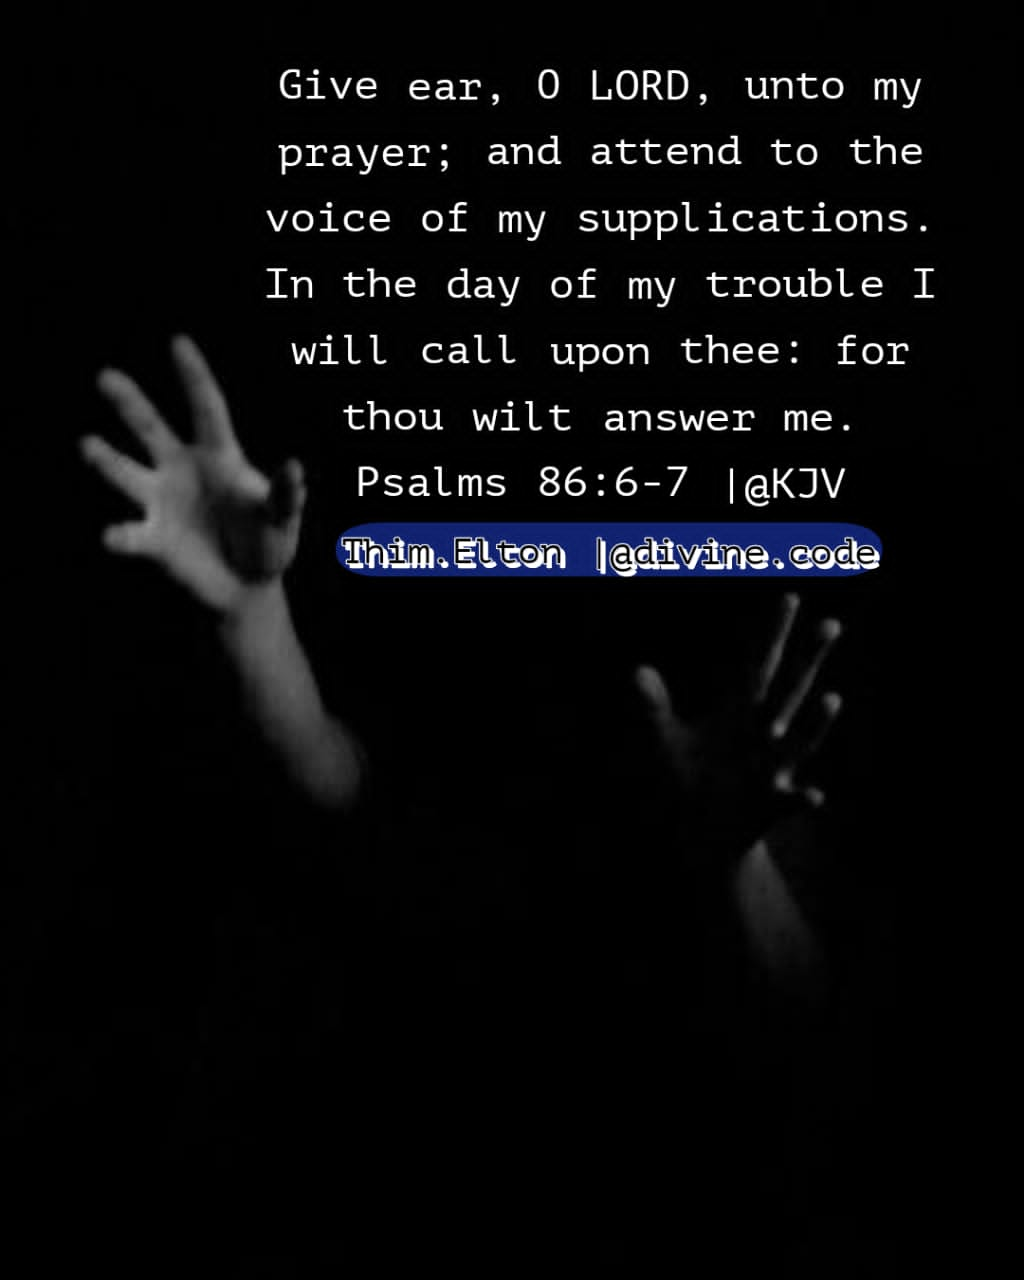 Give ear, O LORD, unto my
prayer; and attend to the
voice of my supplications.
In the day of my trouble I
will call upon thee: for
thou wilt answer me.
Psalms 86:6-7 |@KJV
Thim.Elton |@divine.code